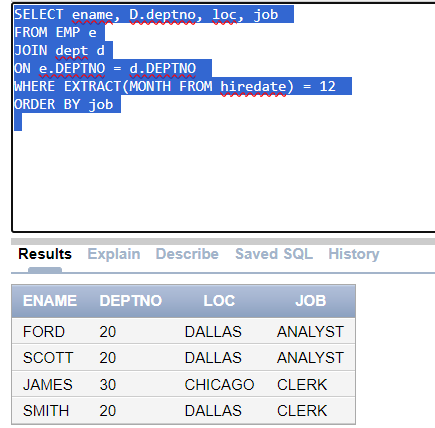 SELECT ename, D.deptno, loc, job
FROM EMP e
JOIN dept d
ON e.DEPTNO = d.DEPTNO
WHERE EXTRACT(MONTH FROM hiredate) = 12
ORDER BY job
Results Explain Describe Saved SQL History
ENAME DEPTNO LOC JOB
FORD 20 DALLAS ANALYST
SCOTT 20 DALLAS ANALYST
JAMES 30 CHICAGO CLERK
SMITH 20 DALLAS CLERK